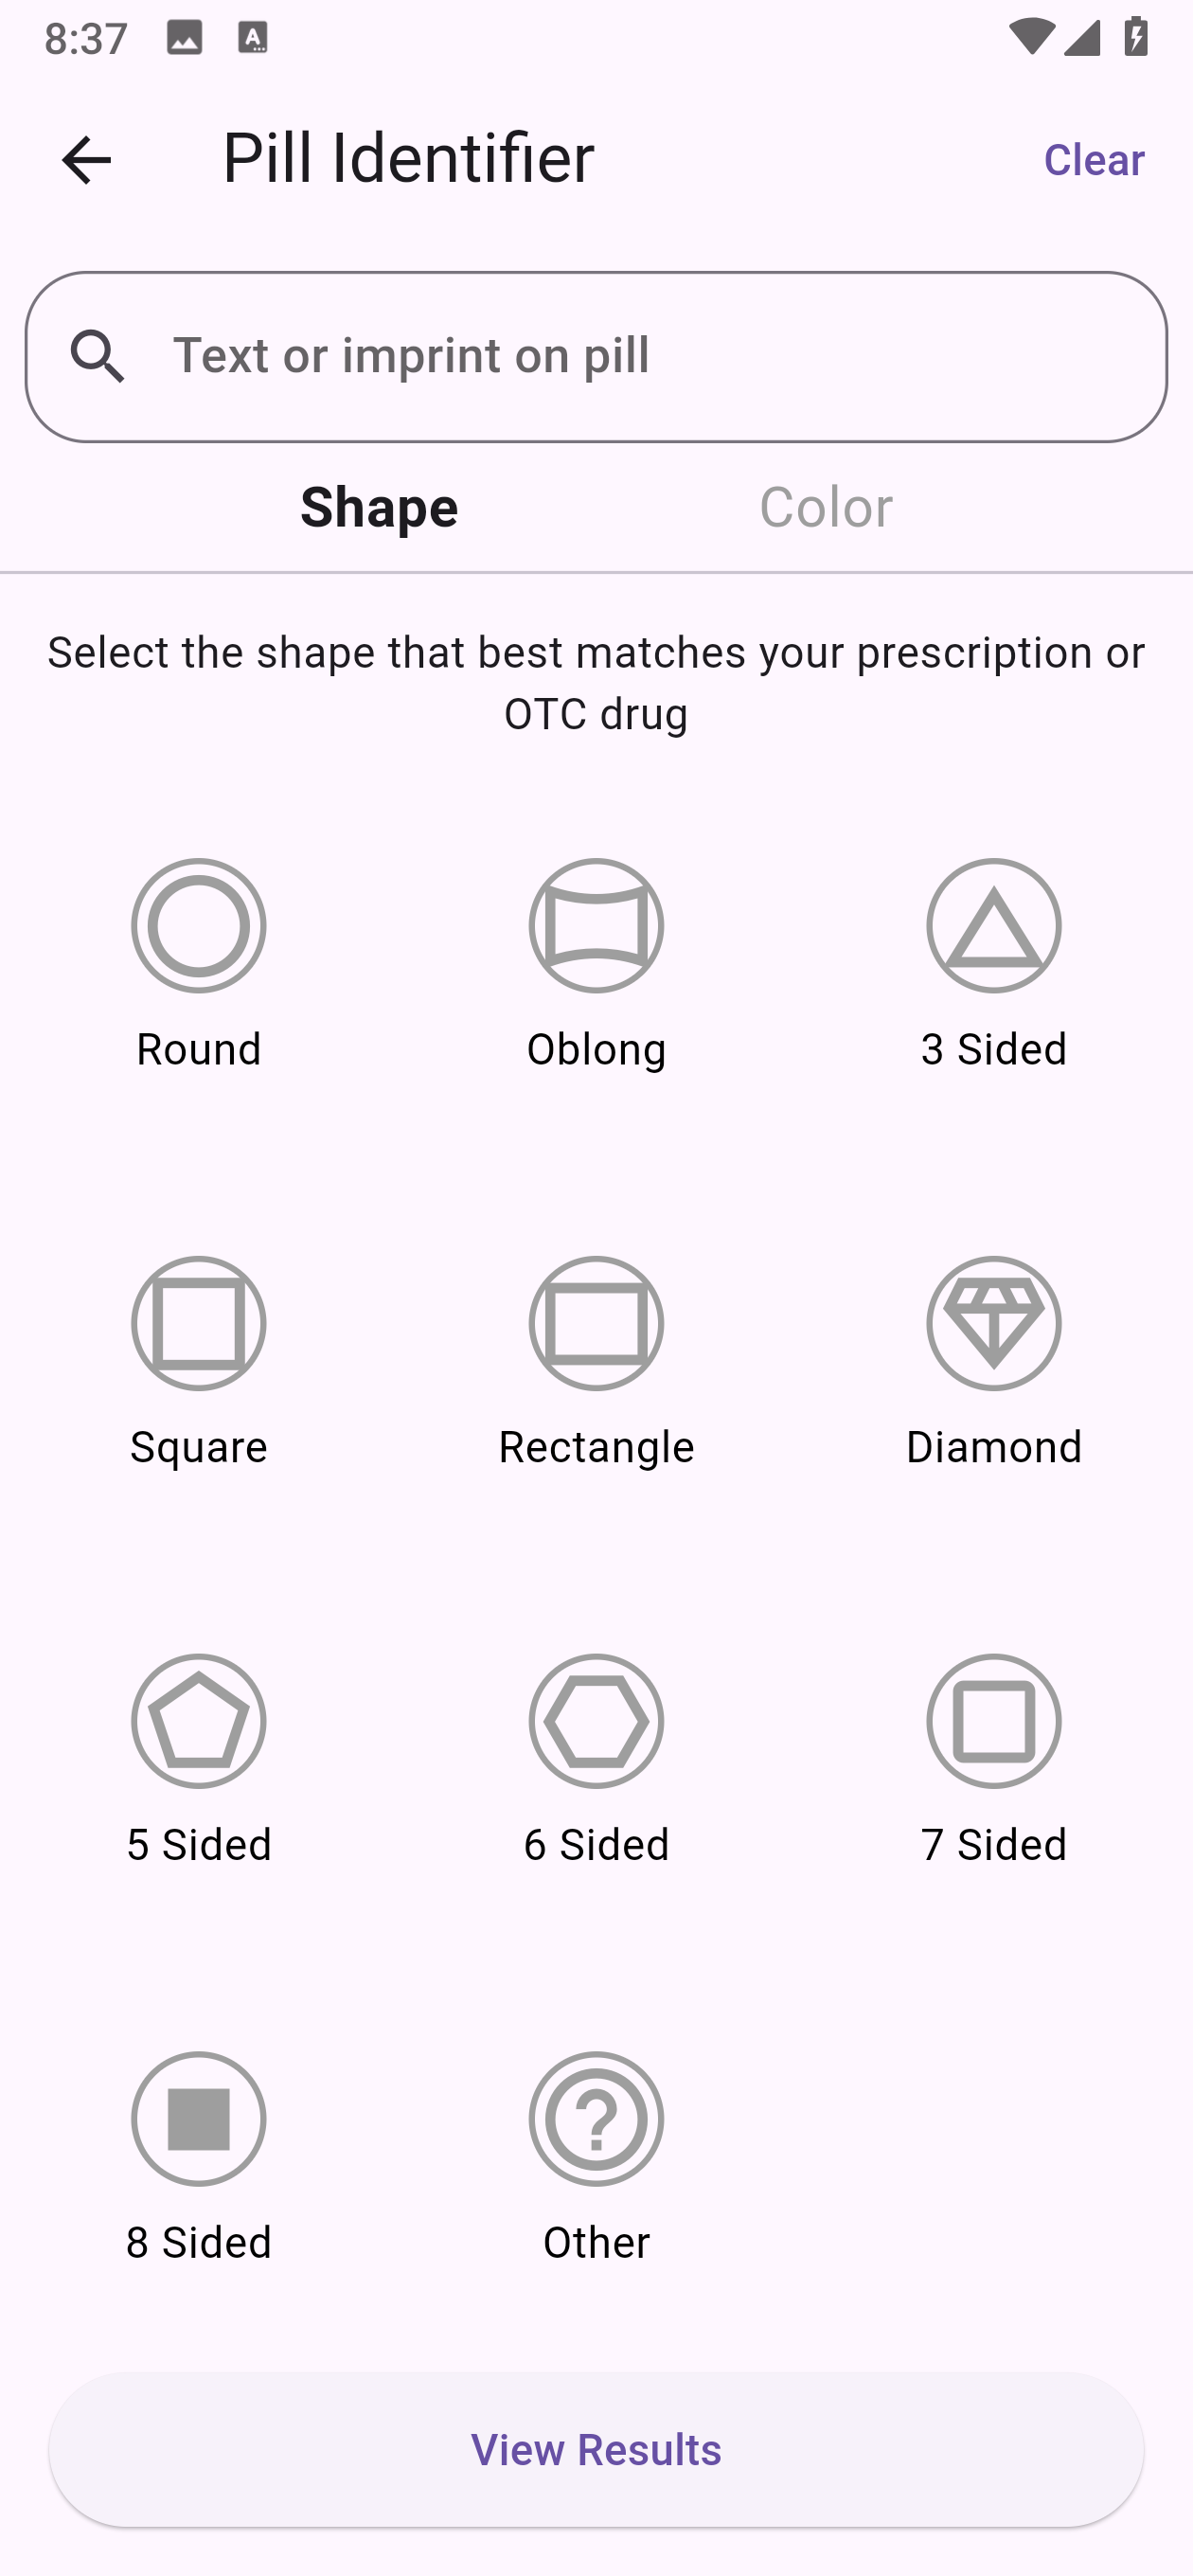 8:37
Pill Identifier
Clear
Text or imprint on pill
Shape
Color
Select the shape that best matches your prescription or
OTC drug
Round
Oblong
3 Sided
Square
Rectangle
Diamond
5 Sided
6 Sided
7 Sided
8 Sided
Other
View Results